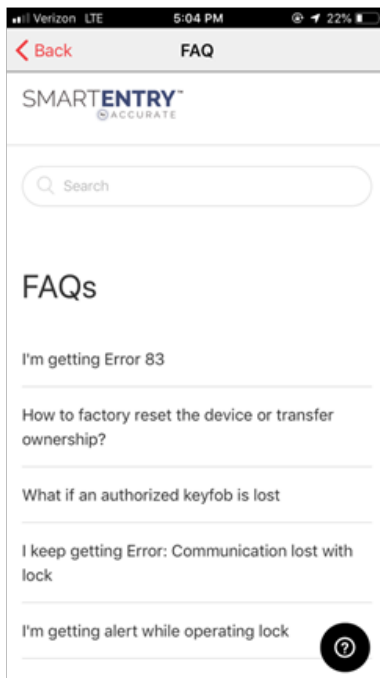 Verizon LTE 5:04 PM 22%
Back FAQ
SMARTENTRY™
ACCURATE
Search
FAQs
I'm getting Error 83
How to factory reset the device or transfer
ownership?
What if an authorized keyfob is lost
I keep getting Error: Communication lost with
lock
I'm getting alert while operating lock
?